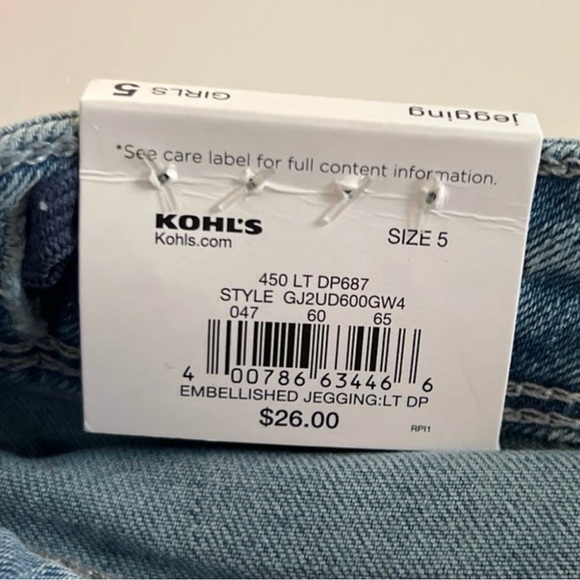 jegging
GIRLS 5
*See care label for full content information.
KOHL'S
Kohls.com
SIZE 5
450 LT DP687
STYLE GJ2UD600GW4
047 60 65
4 00786 63446 6
EMBELLISHED JEGGING:LT DP
$26.00
RPI1